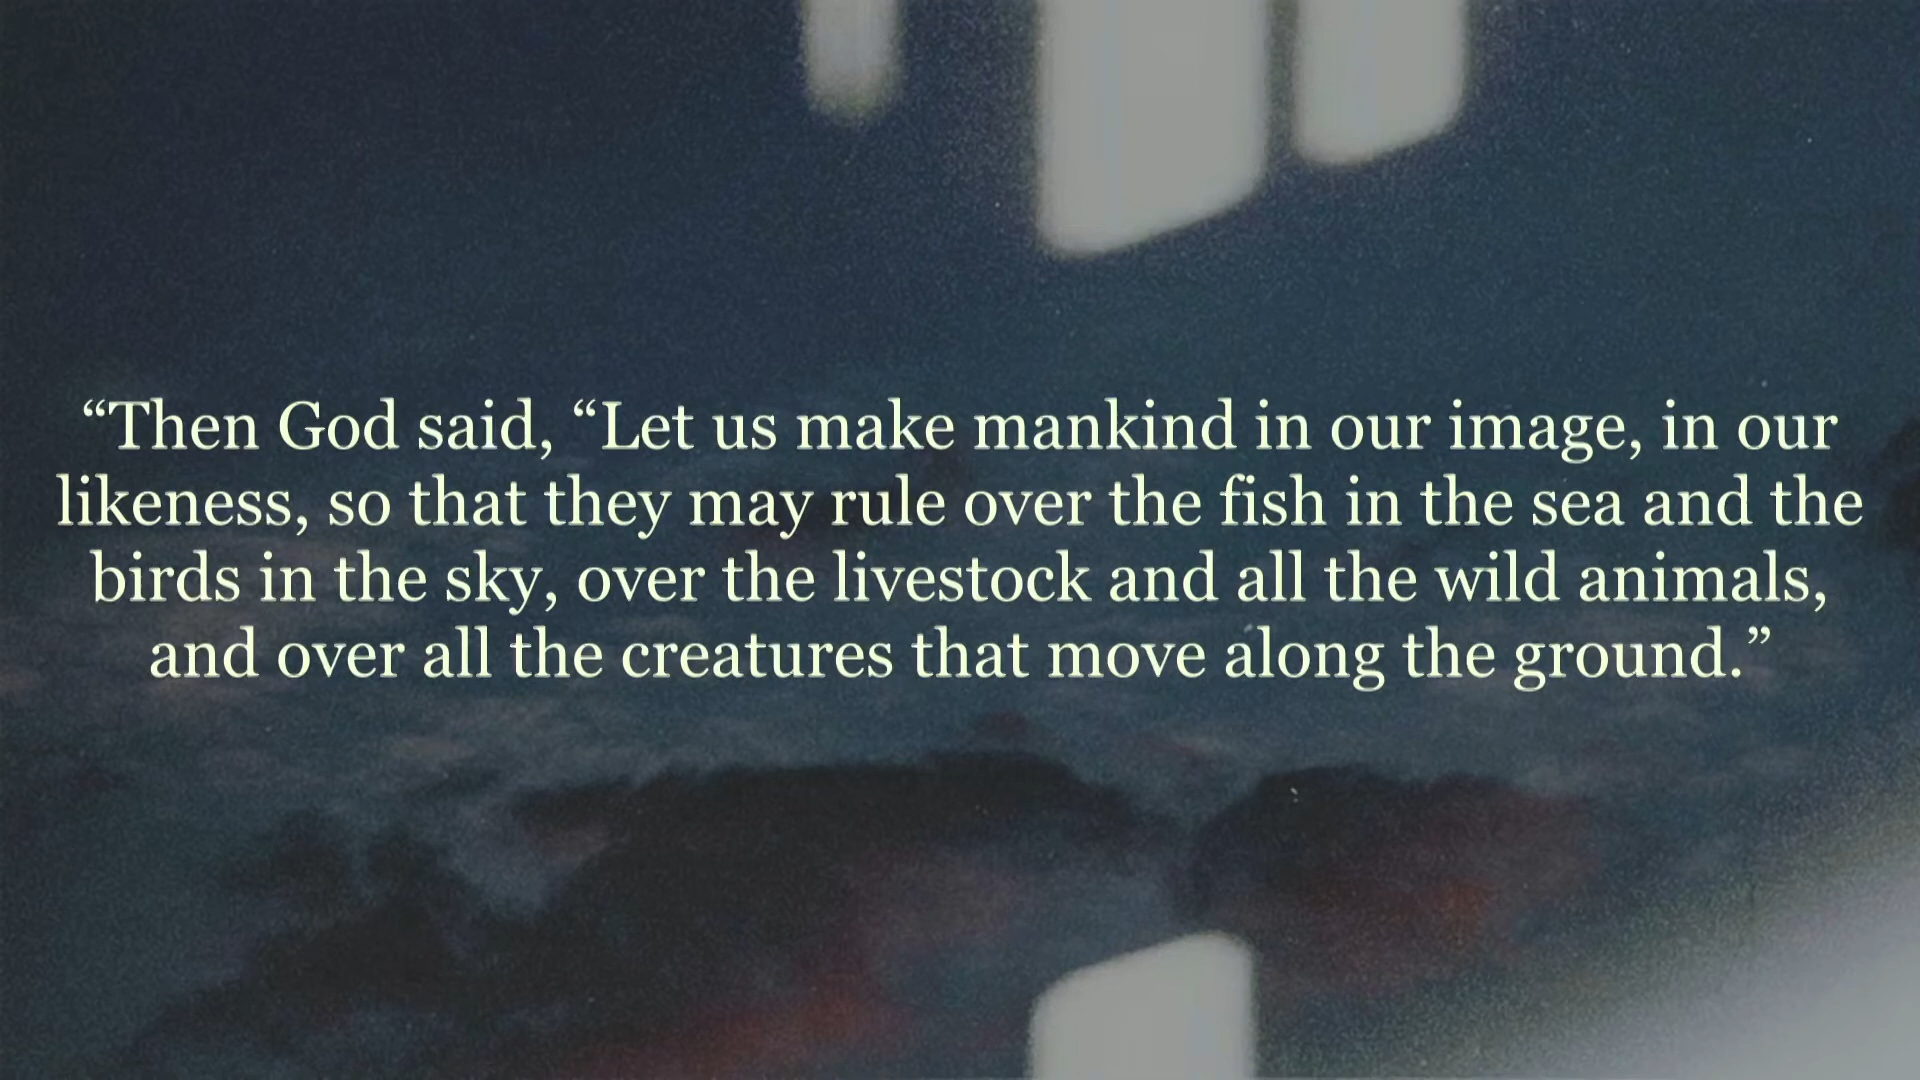 “Then God said, “Let us make mankind in our image, in our
likeness, so that they may rule over the fish in the sea and the
birds in the sky, over the livestock and all the wild animals,
and over all the creatures that move along the ground.”